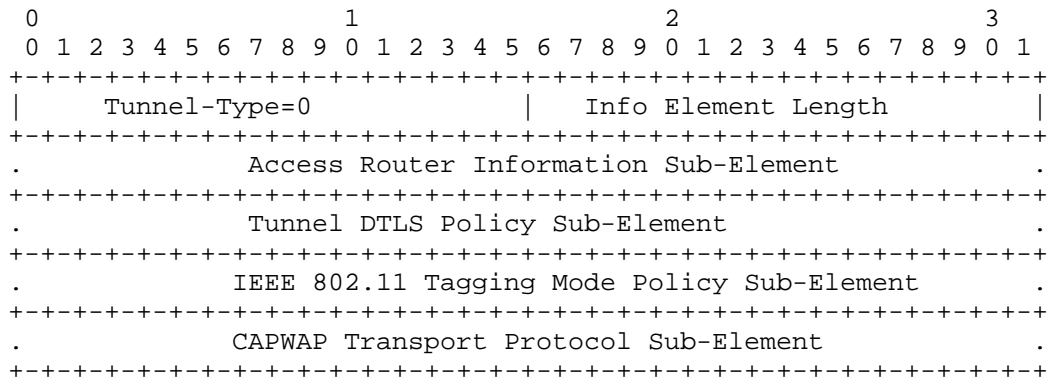 0                   1                   2                   3
 0 1 2 3 4 5 6 7 8 9 0 1 2 3 4 5 6 7 8 9 0 1 2 3 4 5 6 7 8 9 0 1
+-+-+-+-+-+-+-+-+-+-+-+-+-+-+-+-+-+-+-+-+-+-+-+-+-+-+-+-+-+-+-+-+
|     Tunnel-Type=0             |   Info Element Length         |
+-+-+-+-+-+-+-+-+-+-+-+-+-+-+-+-+-+-+-+-+-+-+-+-+-+-+-+-+-+-+-+-+
.              Access Router Information Sub-Element            .
+-+-+-+-+-+-+-+-+-+-+-+-+-+-+-+-+-+-+-+-+-+-+-+-+-+-+-+-+-+-+-+-+
.              Tunnel DTLS Policy Sub-Element                   .
+-+-+-+-+-+-+-+-+-+-+-+-+-+-+-+-+-+-+-+-+-+-+-+-+-+-+-+-+-+-+-+-+
.             IEEE 802.11 Tagging Mode Policy Sub-Element       .
+-+-+-+-+-+-+-+-+-+-+-+-+-+-+-+-+-+-+-+-+-+-+-+-+-+-+-+-+-+-+-+-+
.             CAPWAP Transport Protocol Sub-Element             .
+-+-+-+-+-+-+-+-+-+-+-+-+-+-+-+-+-+-+-+-+-+-+-+-+-+-+-+-+-+-+-+-+